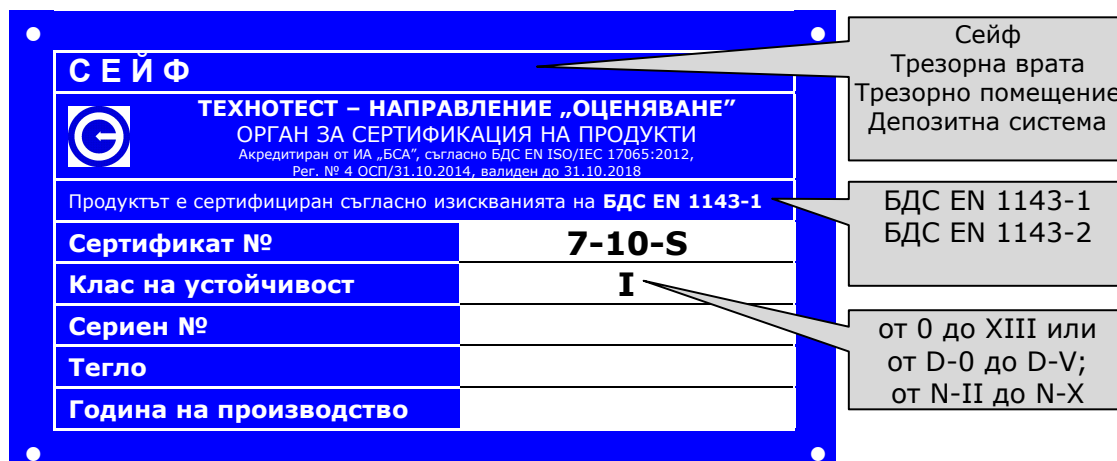 СЕЙФ
ТЕХНОТЕСТ – НАПРАВЛЕНИЕ „ОЦЕНЯВАНЕ”
ОРГАН ЗА СЕРТИФИКАЦИЯ НА ПРОДУКТИ
Акредитиран от ИА „БСА”, съгласно БДС EN ISO/IEC 17065:2012,
Рег. № 4 ОСП/31.10.2014, валиден до 31.10.2018
Продуктът е сертифициран съгласно изискванията на БДС EN 1143-1
Сертификат № 7-10-S
Клас на устойчивост I
Сериен №
Тегло
Година на производство
Сейф
Трезорна врата
Трезорно помещение
Депозитна система
БДС EN 1143-1
БДС EN 1143-2
от 0 до XIII или
от D-0 до D-V;
от N-II до N-X